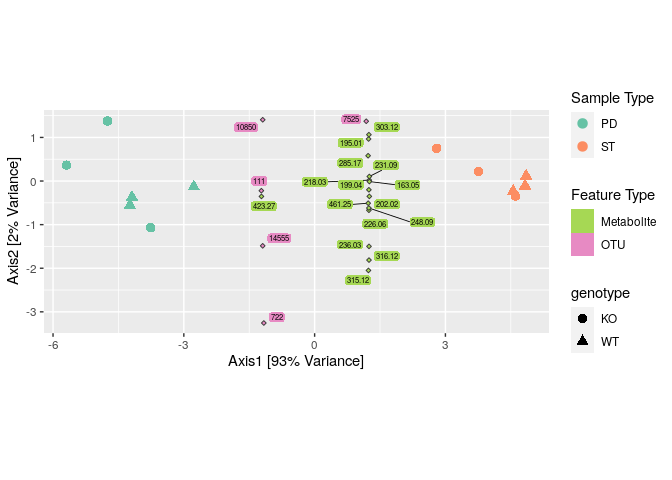 Sample Type
PD
ST
Feature Type
Metabolite
OTU
genotype
KO
WT
Axis2 [2% Variance]
1
0
-1
-2
-3
10850
7525
303.12
195.01
285.17
231.09
111
218.03
199.04
163.05
423.27
461.25
202.02
226.06
248.09
14555
236.03
316.12
315.12
722
-6
-3
0
3
Axis1 [93% Variance]